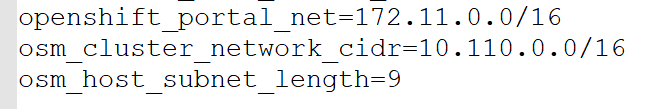 openshift_portal_net=172.11.0.0/16
osm_cluster_network_cidr=10.110.0.0/16
osm_host_subnet_length=9